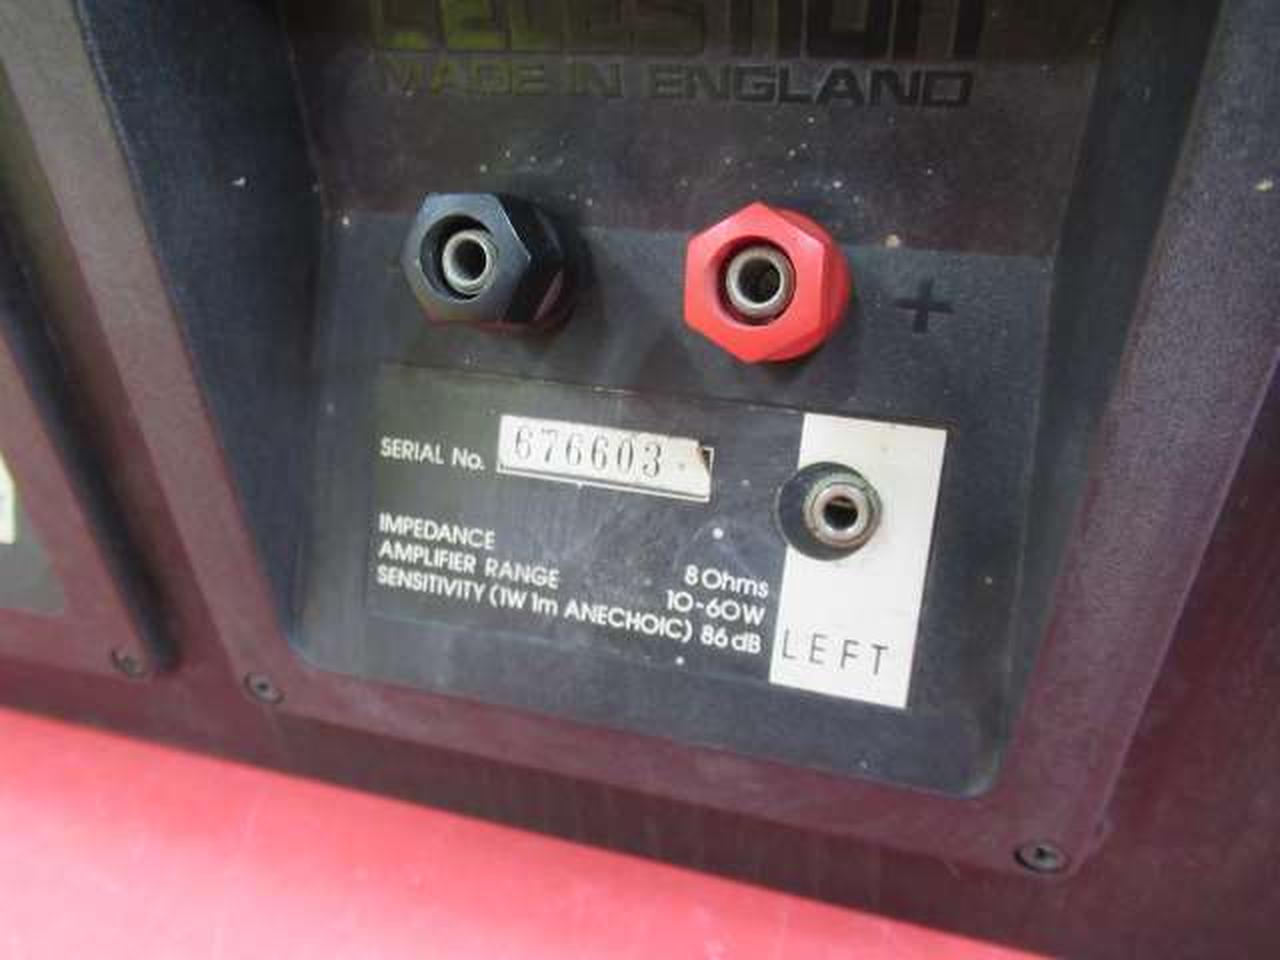 CELESTION
MADE IN ENGLAND
+
SERIAL No. 676603
IMPEDANCE 8 Ohms
AMPLIFIER RANGE 10-60W
SENSITIVITY (1W 1m ANECHOIC) 86 dB
LEFT